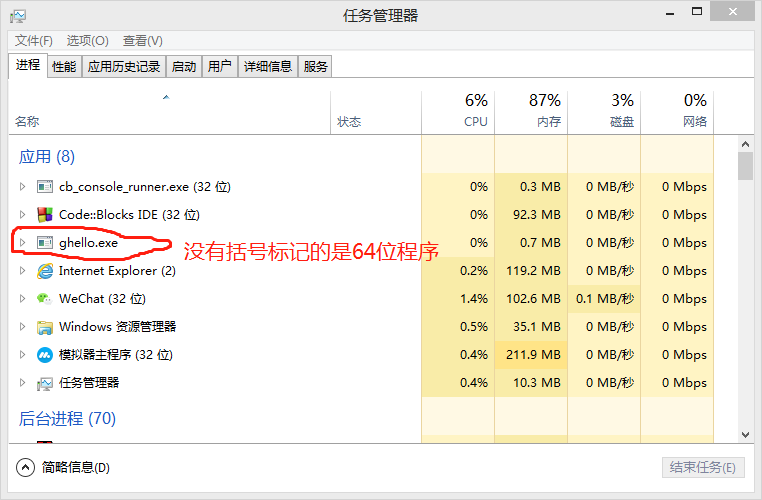 任务管理器
文件(F) 选项(O) 查看(V)
进程 性能 应用历史记录 启动 用户 详细信息 服务
6% 87% 3% 0%
名称 状态 CPU 内存 磁盘 网络
应用 (8)
cb_console_runner.exe (32 位) 0% 0.3 MB 0 MB/秒 0 Mbps
Code::Blocks IDE (32 位) 0% 92.3 MB 0 MB/秒 0 Mbps
ghello.exe 没有括号标记的是64位程序 0% 0.7 MB 0 MB/秒 0 Mbps
Internet Explorer (2) 0.2% 119.2 MB 0 MB/秒 0 Mbps
WeChat (32 位) 1.4% 102.6 MB 0.1 MB/秒 0 Mbps
Windows 资源管理器 0.5% 35.1 MB 0 MB/秒 0 Mbps
模拟器主程序 (32 位) 0.4% 211.9 MB 0 MB/秒 0 Mbps
任务管理器 0.4% 10.3 MB 0 MB/秒 0 Mbps
后台进程 (70)
简略信息(D) 结束任务(E)